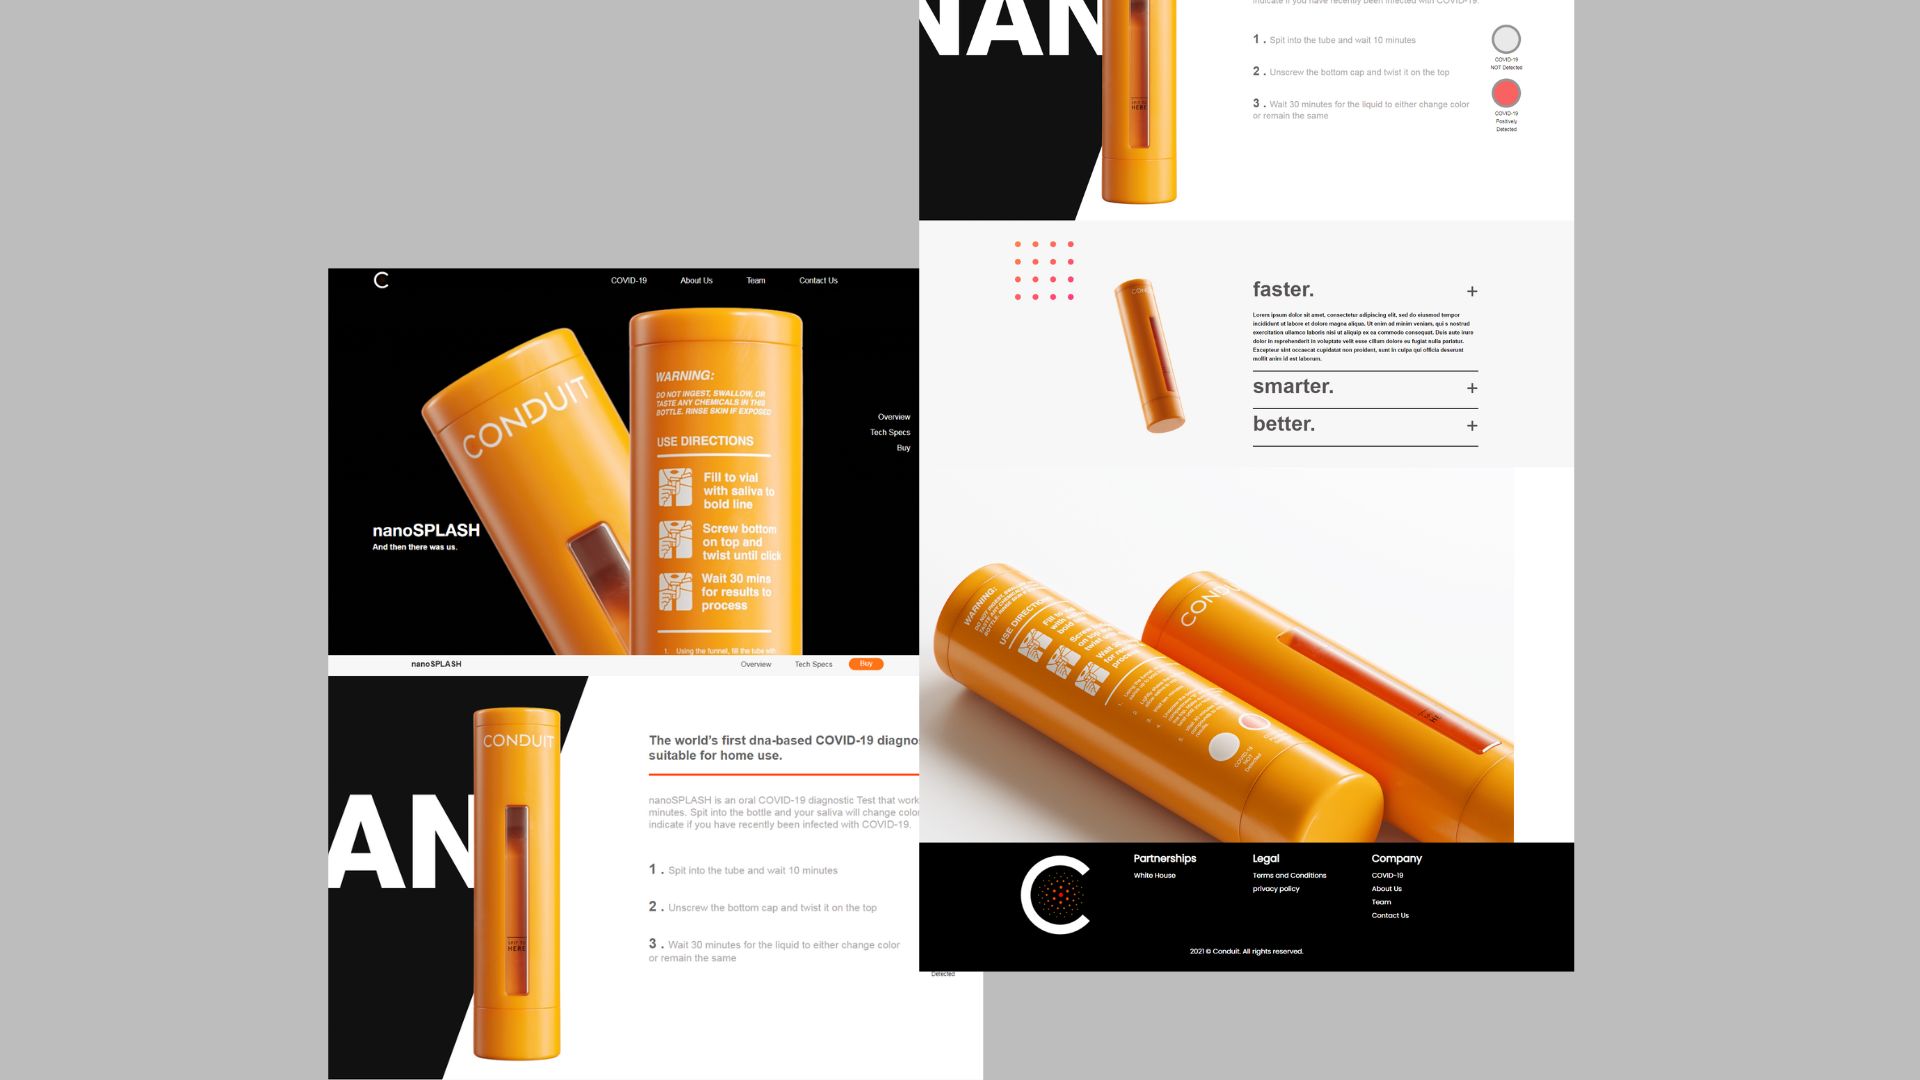 COVID-19
About Us
Team
Contact Us
CONDUIT
WARNING:
DO NOT INGEST, SWALLOW, OR
TASTE ANY CHEMICALS IN THIS
BOTTLE. RINSE SKIN IF EXPOSED
USE DIRECTIONS
Fill to vial
with saliva to
bold line
Screw bottom
on top and
twist until click
Wait 30 mins
for results to
process
1. Using the funnel, fill the tube with
Overview
Tech Specs
Buy
nanoSPLASH
And then there was us.
nanoSPLASH
Overview
Tech Specs
Buy
AN
CONDUIT
SPIT TO
HERE
The world's first dna-based COVID-19 diagno
suitable for home use.
nanoSPLASH is an oral COVID-19 diagnostic Test that work
minutes. Spit into the bottle and your saliva will change color
indicate if you have recently been infected with COVID-19.
1. Spit into the tube and wait 10 minutes
2. Unscrew the bottom cap and twist it on the top
3. Wait 30 minutes for the liquid to either change color
or remain the same
Detected
NAN
SPIT TO
HERE
indicate if you have recently been infected with COVID-19.
1. Spit into the tube and wait 10 minutes
2. Unscrew the bottom cap and twist it on the top
3. Wait 30 minutes for the liquid to either change color
or remain the same
COVID-19
NOT Detected
COVID-19
Positively
Detected
faster. +
Lorem ipsum dolor sit amet, consectetur adipiscing elit, sed do eiusmod tempor
incididunt ut labore et dolore magna aliqua. Ut enim ad minim veniam, qui s nostrud
exercitation ullamco laboris nisi ut aliquip ex ea commodo consequat. Duis aute irure
dolor in reprehenderit in voluptate velit esse cillum dolore eu fugiat nulla pariatur.
Excepteur sint occaecat cupidatat non proident, sunt in culpa qui officia deserunt
mollit anim id est laborum.
smarter. +
better. +
WARNING:
USE DIRECTIO
CONDU
COVID-19
NOT
Detected
Partnerships
White House
Legal
Terms and Conditions
privacy policy
Company
COVID-19
About Us
Team
Contact Us
2021 © Conduit. All rights reserved.